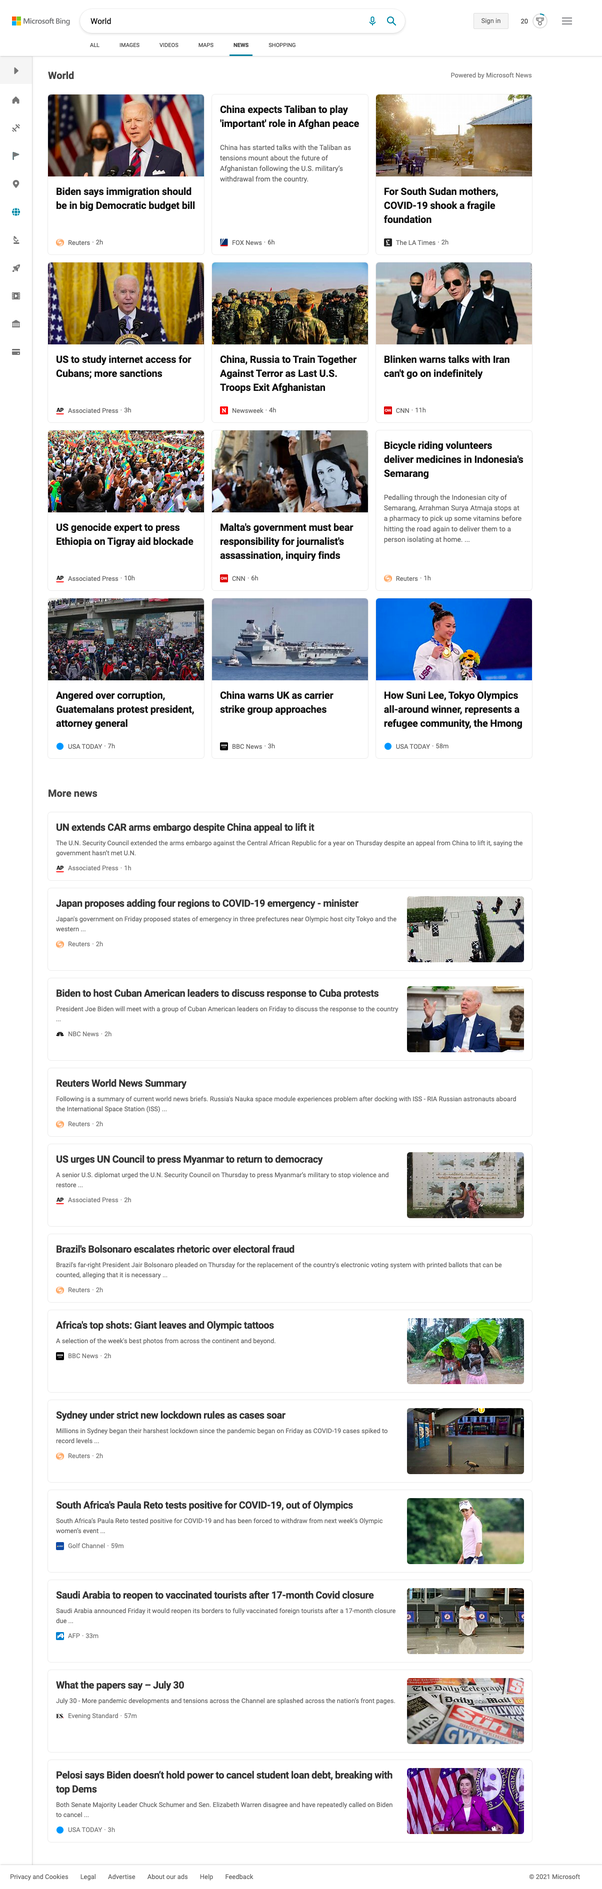 Microsoft Bing
World
Sign in
20
ALL
IMAGES
VIDEOS
MAPS
NEWS
SHOPPING
World
Powered by Microsoft News
Biden says immigration should
be in big Democratic budget bill
Reuters · 2h
China expects Taliban to play
'important' role in Afghan peace
China has started talks with the Taliban as
tensions mount about the future of
Afghanistan following the U.S. military's
withdrawal from the country.
FOX News · 6h
For South Sudan mothers,
COVID-19 shook a fragile
foundation
The LA Times · 2h
US to study internet access for
Cubans; more sanctions
AP Associated Press · 3h
China, Russia to Train Together
Against Terror as Last U.S.
Troops Exit Afghanistan
N Newsweek · 4h
Blinken warns talks with Iran
can't go on indefinitely
CNN · 11h
US genocide expert to press
Ethiopia on Tigray aid blockade
AP Associated Press · 10h
Malta's government must bear
responsibility for journalist's
assassination, inquiry finds
CNN · 6h
Bicycle riding volunteers
deliver medicines in Indonesia's
Semarang
Pedalling through the Indonesian city of
Semarang, Arrahman Surya Atmaja stops at
a pharmacy to pick up some vitamins before
hitting the road again to deliver them to a
person isolating at home. ...
Reuters · 1h
Angered over corruption,
Guatemalans protest president,
attorney general
USA TODAY · 7h
China warns UK as carrier
strike group approaches
BBC News · 3h
USA
How Suni Lee, Tokyo Olympics
all-around winner, represents a
refugee community, the Hmong
USA TODAY · 58m
More news
UN extends CAR arms embargo despite China appeal to lift it
The U.N. Security Council extended the arms embargo against the Central African Republic for a year on Thursday despite an appeal from China to lift it, saying the
government hasn't met U.N.
AP Associated Press · 1h
Japan proposes adding four regions to COVID-19 emergency - minister
Japan's government on Friday proposed states of emergency in three prefectures near Olympic host city Tokyo and the
western ...
Reuters · 2h
Biden to host Cuban American leaders to discuss response to Cuba protests
President Joe Biden will meet with a group of Cuban American leaders on Friday to discuss the response to the country
...
NBC News · 2h
Reuters World News Summary
Following is a summary of current world news briefs. Russia's Nauka space module experiences problem after docking with ISS - RIA Russian astronauts aboard
the International Space Station (ISS) ...
Reuters · 2h
US urges UN Council to press Myanmar to return to democracy
A senior U.S. diplomat urged the U.N. Security Council on Thursday to press Myanmar's military to stop violence and
restore ...
AP Associated Press · 2h
Brazil's Bolsonaro escalates rhetoric over electoral fraud
Brazil's far-right President Jair Bolsonaro pleaded on Thursday for the replacement of the country's electronic voting system with printed ballots that can be
counted, alleging that it is necessary ...
Reuters · 2h
Africa's top shots: Giant leaves and Olympic tattoos
A selection of the week's best photos from across the continent and beyond.
BBC News · 2h
Sydney under strict new lockdown rules as cases soar
Millions in Sydney began their harshest lockdown since the pandemic began on Friday as COVID-19 cases spiked to
record levels ...
Reuters · 2h
South Africa's Paula Reto tests positive for COVID-19, out of Olympics
South Africa's Paula Reto tested positive for COVID-19 and has been forced to withdraw from next week's Olympic
women's event ...
Golf Channel · 59m
Saudi Arabia to reopen to vaccinated tourists after 17-month Covid closure
Saudi Arabia announced Friday it would reopen its borders to fully vaccinated foreign tourists after a 17-month closure
due ...
AFP · 33m
What the papers say – July 30
July 30 - More pandemic developments and tensions across the Channel are splashed across the nation's front pages.
ES Evening Standard · 57m
The Daily Telegraph
Daily Mail
Sun
TIMES
Pelosi says Biden doesn't hold power to cancel student loan debt, breaking with
top Dems
Both Senate Majority Leader Chuck Schumer and Sen. Elizabeth Warren disagree and have repeatedly called on Biden
to cancel ...
USA TODAY · 3h
Privacy and Cookies
Legal
Advertise
About our ads
Help
Feedback
© 2021 Microsoft